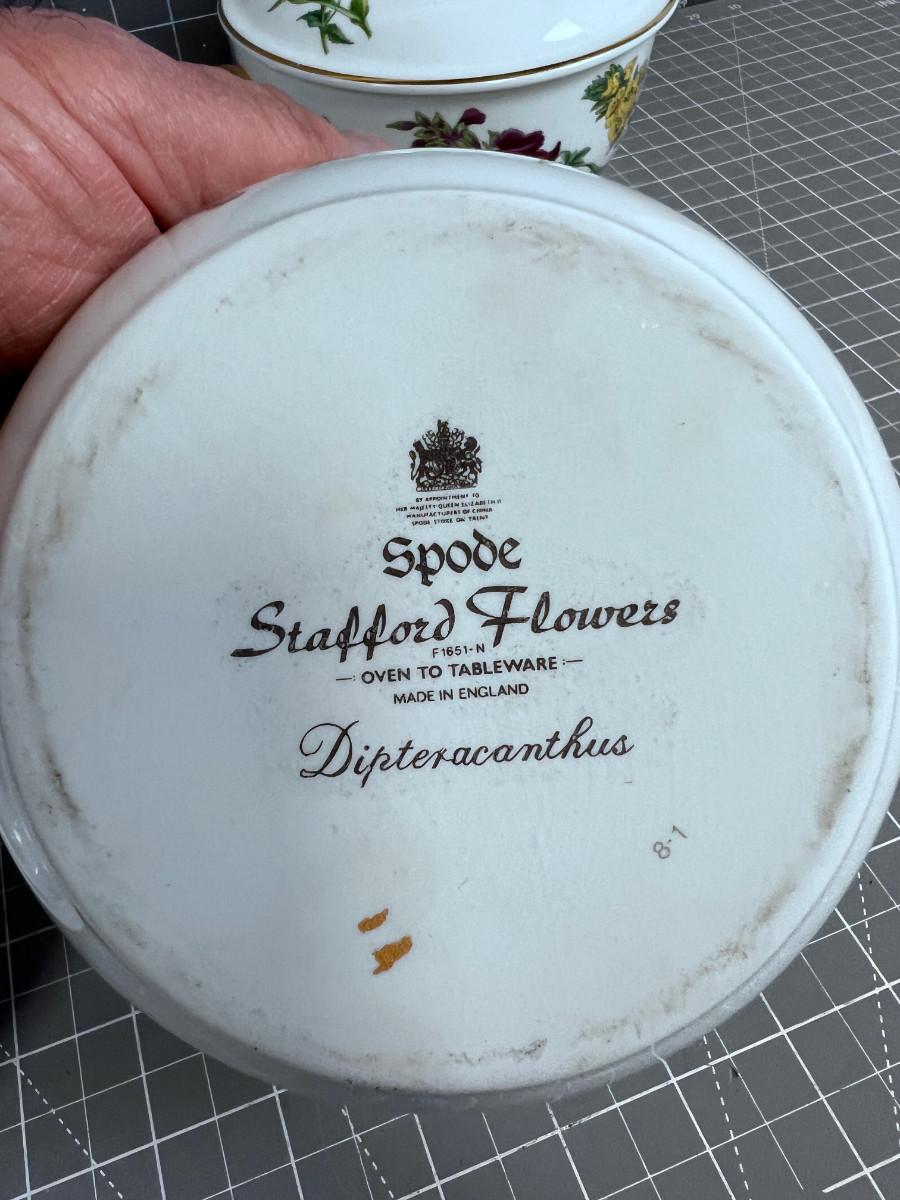 BY APPOINTMENT TO
HER MAJESTY QUEEN ELIZABETH II
MANUFACTURERS OF CHINA
SPODE STOKE ON TRENT
Spode
Stafford Flowers
F1651-N
OVEN TO TABLEWARE
MADE IN ENGLAND
Dipteracanthus
8-1